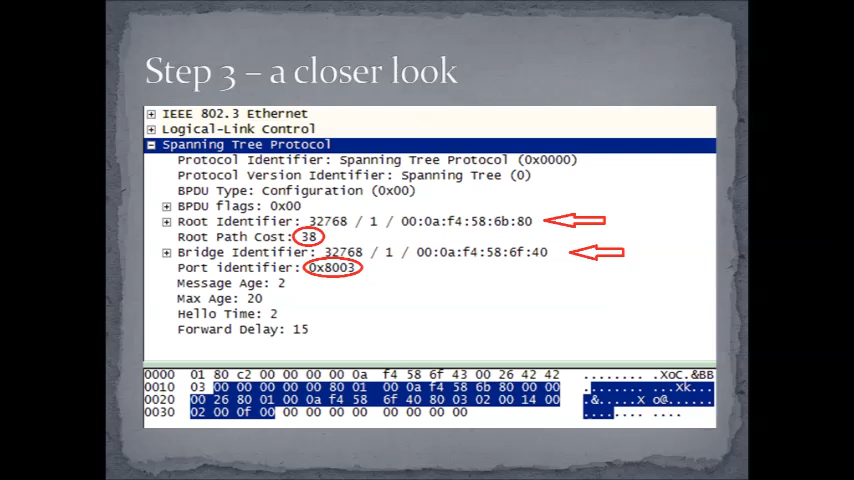 Step 3 – a closer look
IEEE 802.3 Ethernet
Logical-Link Control
Spanning Tree Protocol
Protocol Identifier: Spanning Tree Protocol (0x0000)
Protocol Version Identifier: Spanning Tree (0)
BPDU Type: Configuration (0x00)
BPDU flags: 0x00
Root Identifier: 32768 / 1 / 00:0a:f4:58:6b:80
Root Path Cost: 38
Bridge Identifier: 32768 / 1 / 00:0a:f4:58:6f:40
Port identifier: 0x8003
Message Age: 2
Max Age: 20
Hello Time: 2
Forward Delay: 15
0000 01 80 c2 00 00 00 00 0a f4 58 6f 43 00 26 42 42 ........ .XoC.&BB
0010 03 00 00 00 00 00 80 01 00 0a f4 58 6b 80 00 00 ........ ...Xk...
0020 00 26 80 01 00 0a f4 58 6f 40 80 03 02 00 14 00 .&.....X o@......
0030 02 00 0f 00 00 00 00 00 00 00 00 00 ........ ....